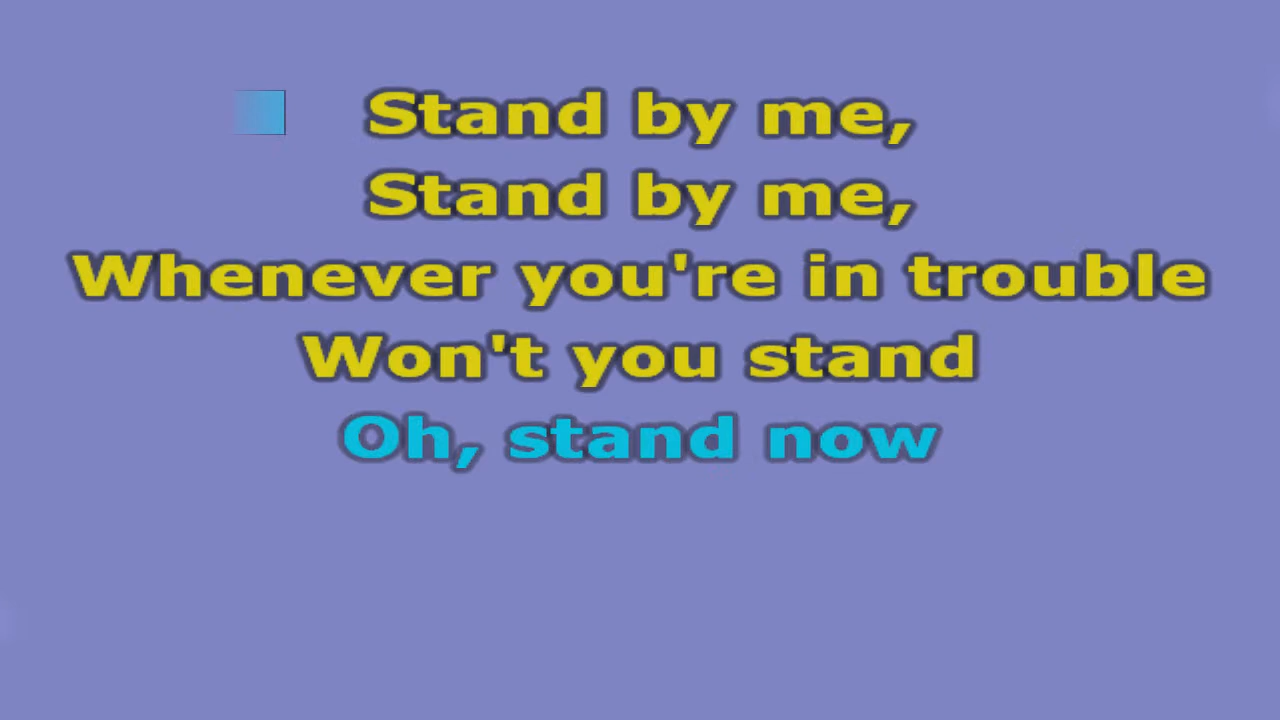 Stand by me,
Stand by me,
Whenever you're in trouble
Won't you stand
Oh, stand now